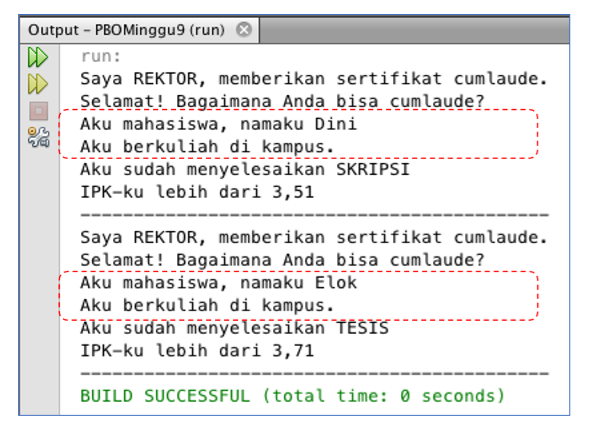 Output – PBOMinggu9 (run)
run:
Saya REKTOR, memberikan sertifikat cumlaude.
Selamat! Bagaimana Anda bisa cumlaude?
Aku mahasiswa, namaku Dini
Aku berkuliah di kampus.
Aku sudah menyelesaikan SKRIPSI
IPK-ku lebih dari 3,51
----------------------------------------------
Saya REKTOR, memberikan sertifikat cumlaude.
Selamat! Bagaimana Anda bisa cumlaude?
Aku mahasiswa, namaku Elok
Aku berkuliah di kampus.
Aku sudah menyelesaikan TESIS
IPK-ku lebih dari 3,71
----------------------------------------------
BUILD SUCCESSFUL (total time: 0 seconds)